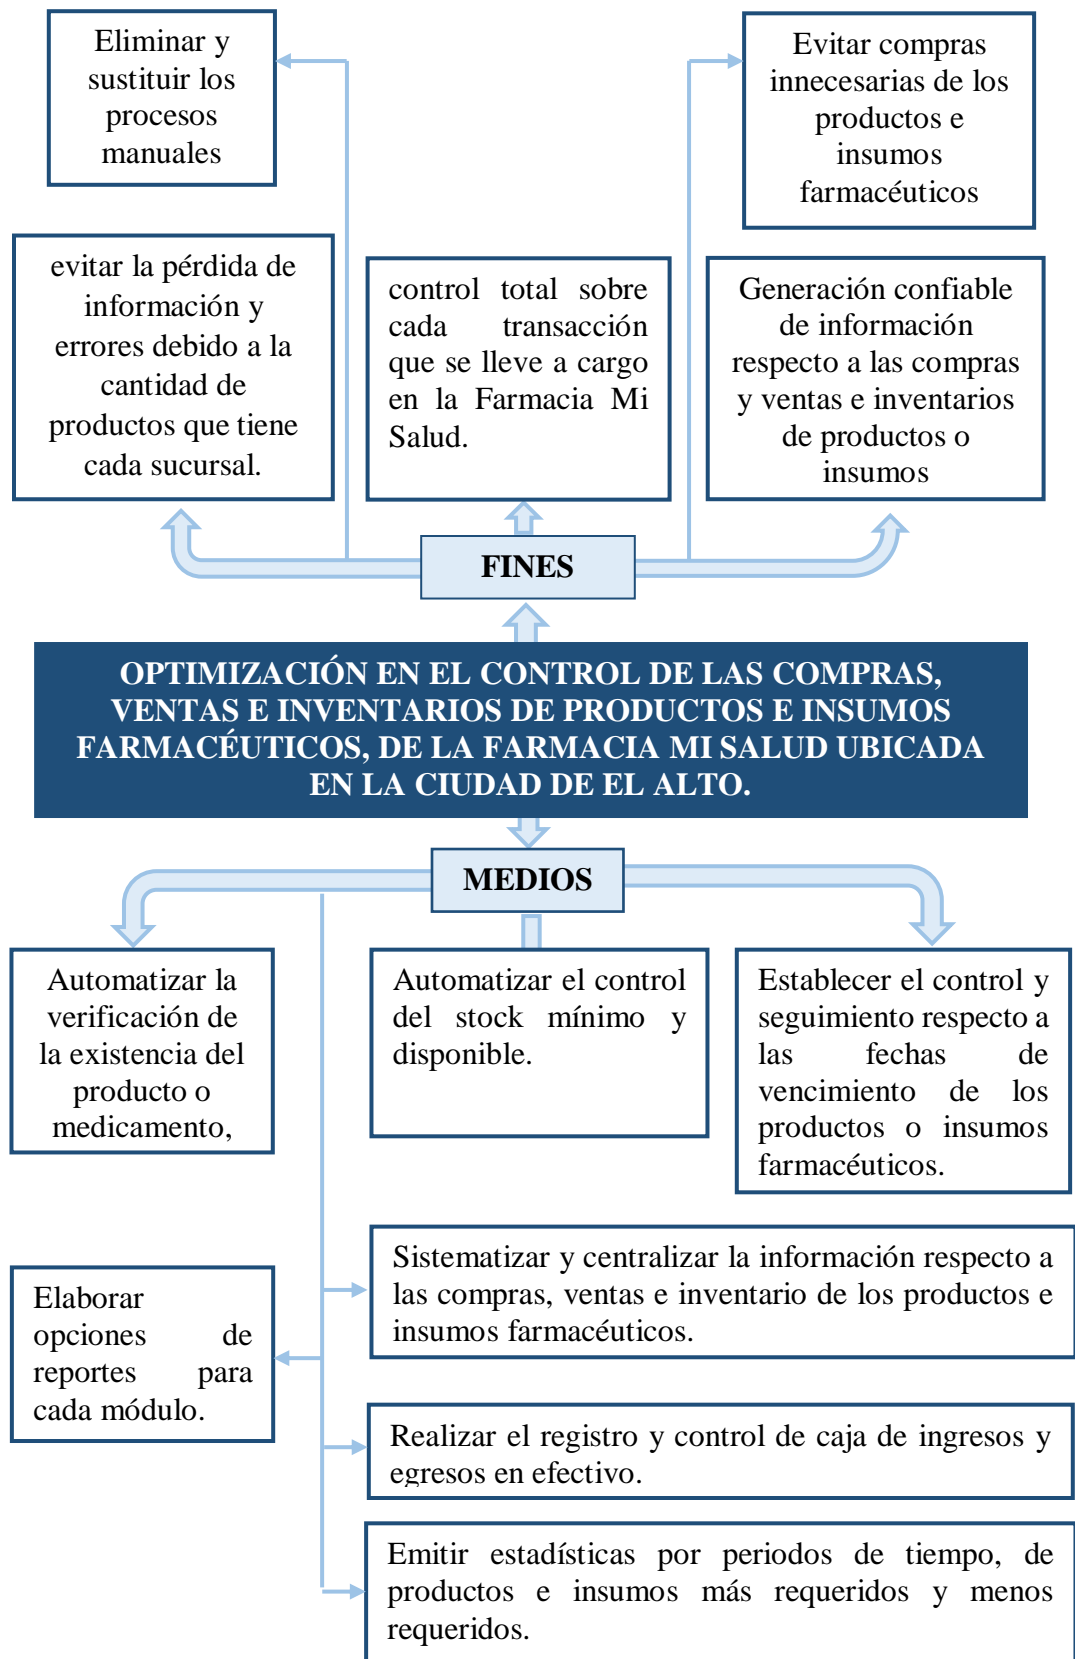 Eliminar y
sustituir los
procesos
manuales
Evitar compras
innecesarias de los
productos e
insumos
farmacéuticos
evitar la pérdida de
información y
errores debido a la
cantidad de
productos que tiene
cada sucursal.
control total sobre
cada transacción
que se lleve a cargo
en la Farmacia Mi
Salud.
Generación confiable
de información
respecto a las compras
y ventas e inventarios
de productos o
insumos
FINES
OPTIMIZACIÓN EN EL CONTROL DE LAS COMPRAS,
VENTAS E INVENTARIOS DE PRODUCTOS E INSUMOS
FARMACÉUTICOS, DE LA FARMACIA MI SALUD UBICADA
EN LA CIUDAD DE EL ALTO.
MEDIOS
Automatizar la
verificación de
la existencia del
producto o
medicamento,
Automatizar el control
del stock mínimo y
disponible.
Establecer el control y
seguimiento respecto a
las fechas de
vencimiento de los
productos o insumos
farmacéuticos.
Elaborar
opciones de
reportes para
cada módulo.
Sistematizar y centralizar la información respecto a
las compras, ventas e inventario de los productos e
insumos farmacéuticos.
Realizar el registro y control de caja de ingresos y
egresos en efectivo.
Emitir estadísticas por periodos de tiempo, de
productos e insumos más requeridos y menos
requeridos.